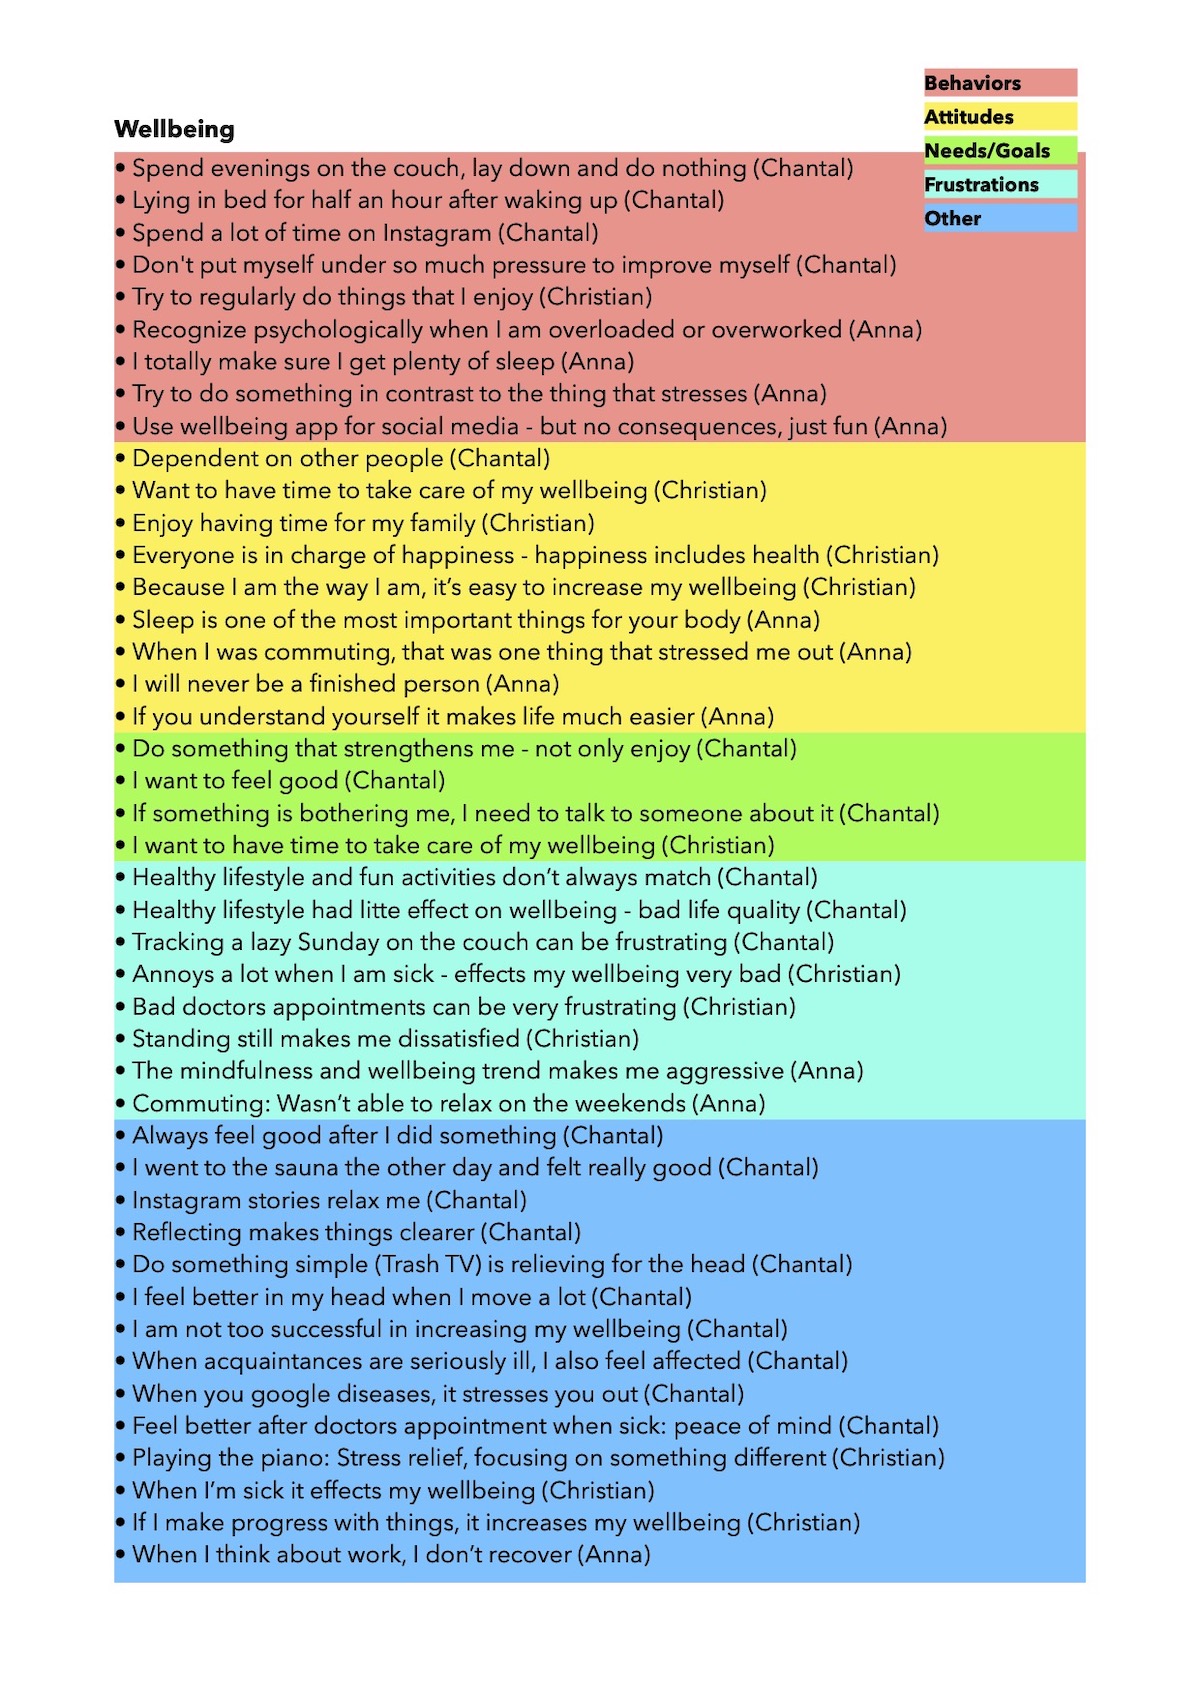 Behaviors
Attitudes
Needs/Goals
Frustrations
Other
Wellbeing
• Spend evenings on the couch, lay down and do nothing (Chantal)
• Lying in bed for half an hour after waking up (Chantal)
• Spend a lot of time on Instagram (Chantal)
• Don't put myself under so much pressure to improve myself (Chantal)
• Try to regularly do things that I enjoy (Christian)
• Recognize psychologically when I am overloaded or overworked (Anna)
• I totally make sure I get plenty of sleep (Anna)
• Try to do something in contrast to the thing that stresses (Anna)
• Use wellbeing app for social media - but no consequences, just fun (Anna)
• Dependent on other people (Chantal)
• Want to have time to take care of my wellbeing (Christian)
• Enjoy having time for my family (Christian)
• Everyone is in charge of happiness - happiness includes health (Christian)
• Because I am the way I am, it’s easy to increase my wellbeing (Christian)
• Sleep is one of the most important things for your body (Anna)
• When I was commuting, that was one thing that stressed me out (Anna)
• I will never be a finished person (Anna)
• If you understand yourself it makes life much easier (Anna)
• Do something that strengthens me - not only enjoy (Chantal)
• I want to feel good (Chantal)
• If something is bothering me, I need to talk to someone about it (Chantal)
• I want to have time to take care of my wellbeing (Christian)
• Healthy lifestyle and fun activities don’t always match (Chantal)
• Healthy lifestyle had litte effect on wellbeing - bad life quality (Chantal)
• Tracking a lazy Sunday on the couch can be frustrating (Chantal)
• Annoys a lot when I am sick - effects my wellbeing very bad (Christian)
• Bad doctors appointments can be very frustrating (Christian)
• Standing still makes me dissatisfied (Christian)
• The mindfulness and wellbeing trend makes me aggressive (Anna)
• Commuting: Wasn’t able to relax on the weekends (Anna)
• Always feel good after I did something (Chantal)
• I went to the sauna the other day and felt really good (Chantal)
• Instagram stories relax me (Chantal)
• Reflecting makes things clearer (Chantal)
• Do something simple (Trash TV) is relieving for the head (Chantal)
• I feel better in my head when I move a lot (Chantal)
• I am not too successful in increasing my wellbeing (Chantal)
• When acquaintances are seriously ill, I also feel affected (Chantal)
• When you google diseases, it stresses you out (Chantal)
• Feel better after doctors appointment when sick: peace of mind (Chantal)
• Playing the piano: Stress relief, focusing on something different (Christian)
• When I’m sick it effects my wellbeing (Christian)
• If I make progress with things, it increases my wellbeing (Christian)
• When I think about work, I don’t recover (Anna)